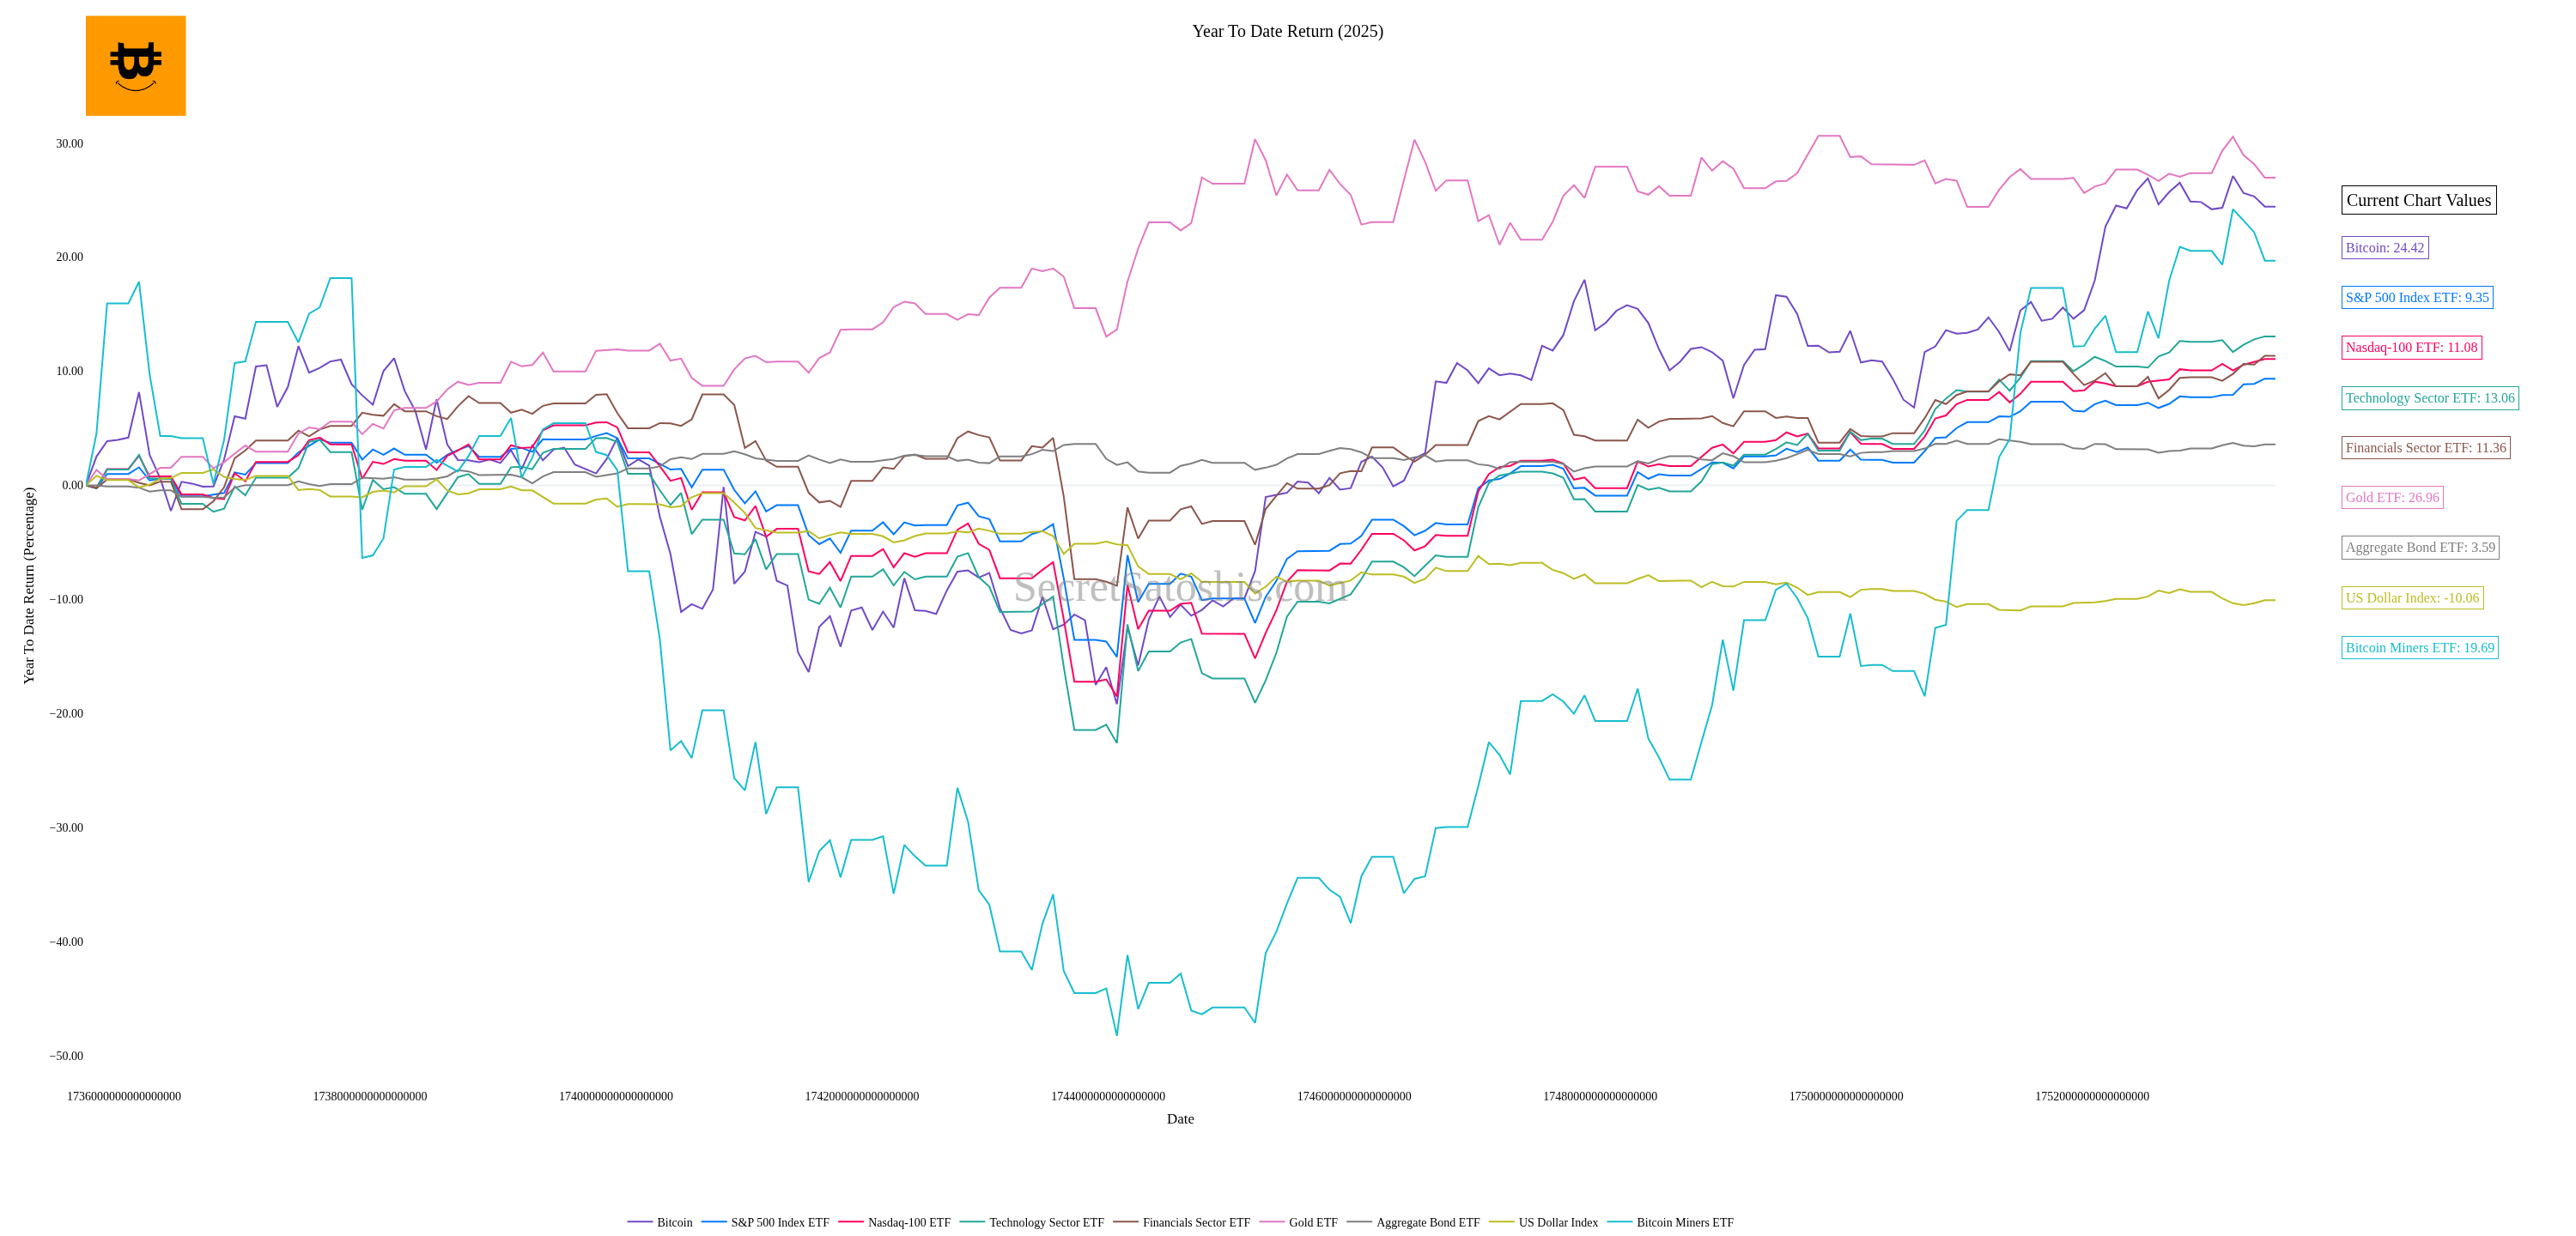 Year To Date Return (2025)
30.00
20.00
10.00
0.00
−10.00
−20.00
−30.00
−40.00
−50.00
Year To Date Return (Percentage)
SecretSatoshis.com
Current Chart Values
Bitcoin: 24.42
S&P 500 Index ETF: 9.35
Nasdaq-100 ETF: 11.08
Technology Sector ETF: 13.06
Financials Sector ETF: 11.36
Gold ETF: 26.96
Aggregate Bond ETF: 3.59
US Dollar Index: -10.06
Bitcoin Miners ETF: 19.69
1736000000000000000 1738000000000000000 1740000000000000000 1742000000000000000 1744000000000000000 1746000000000000000 1748000000000000000 1750000000000000000 1752000000000000000
Date
Bitcoin S&P 500 Index ETF Nasdaq-100 ETF Technology Sector ETF Financials Sector ETF Gold ETF Aggregate Bond ETF US Dollar Index Bitcoin Miners ETF